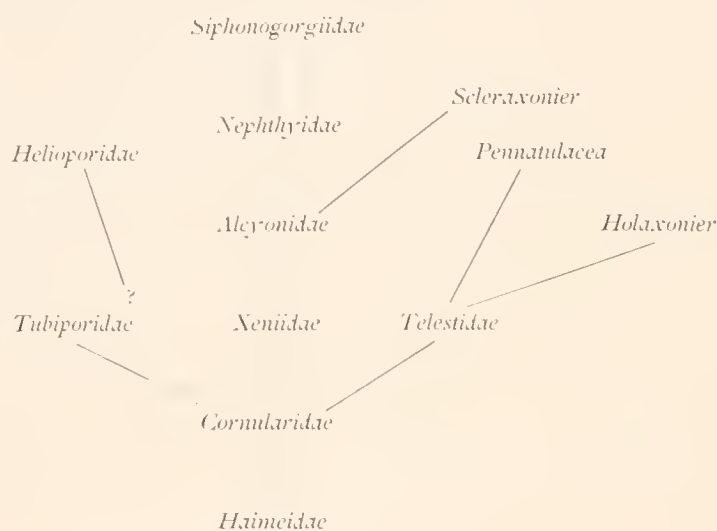 Siphonogorgiidae
Scleraxonier
Nephthyidae
Helioporidae
Pennatulacea
Alcyonidae
Holaxonier
?
Tubiporidae
Xeniidae
Telestidae
Cornularidae
Haimeidae